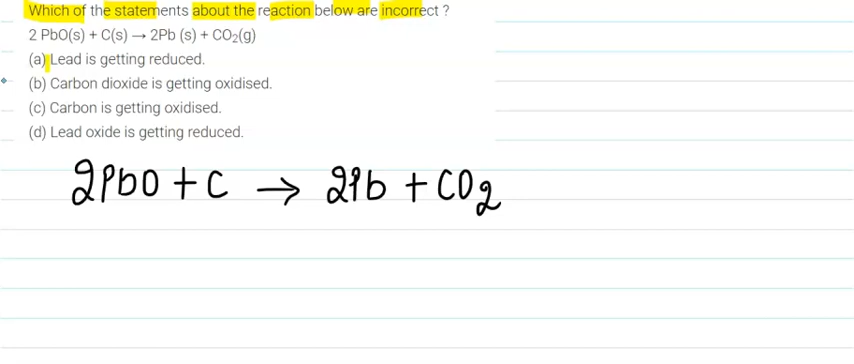 Which of the statements about the reaction below are incorrect ?
2 PbO(s) + C(s) → 2Pb (s) + CO₂(g)
(a) Lead is getting reduced.
(b) Carbon dioxide is getting oxidised.
(c) Carbon is getting oxidised.
(d) Lead oxide is getting reduced.
2PbO + C → 2Pb + CO₂